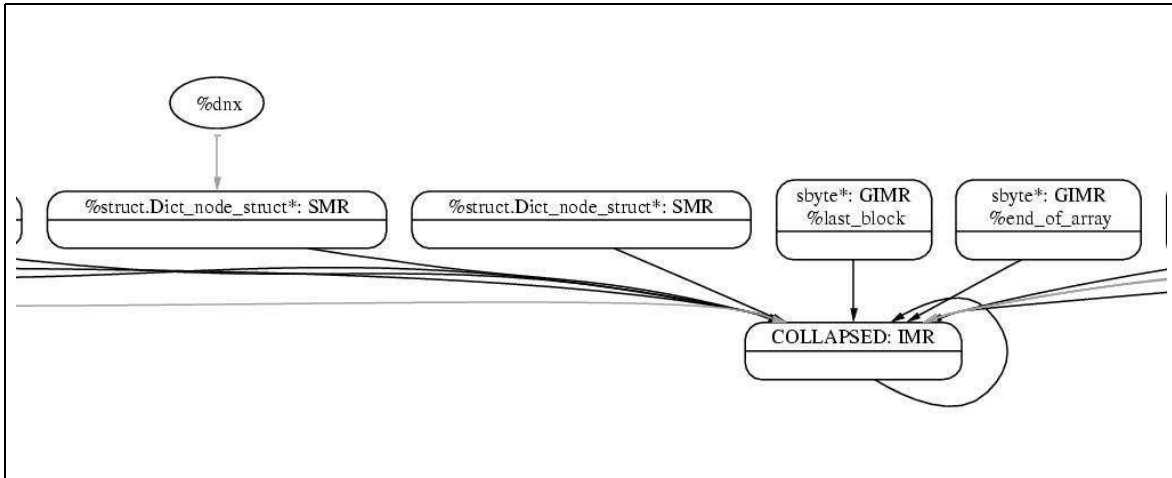 %dnx
%struct.Dict_node_struct*: SMR
%struct.Dict_node_struct*: SMR
sbyte*: GIMR
%last_block
sbyte*: GIMR
%end_of_array
COLLAPSED: IMR